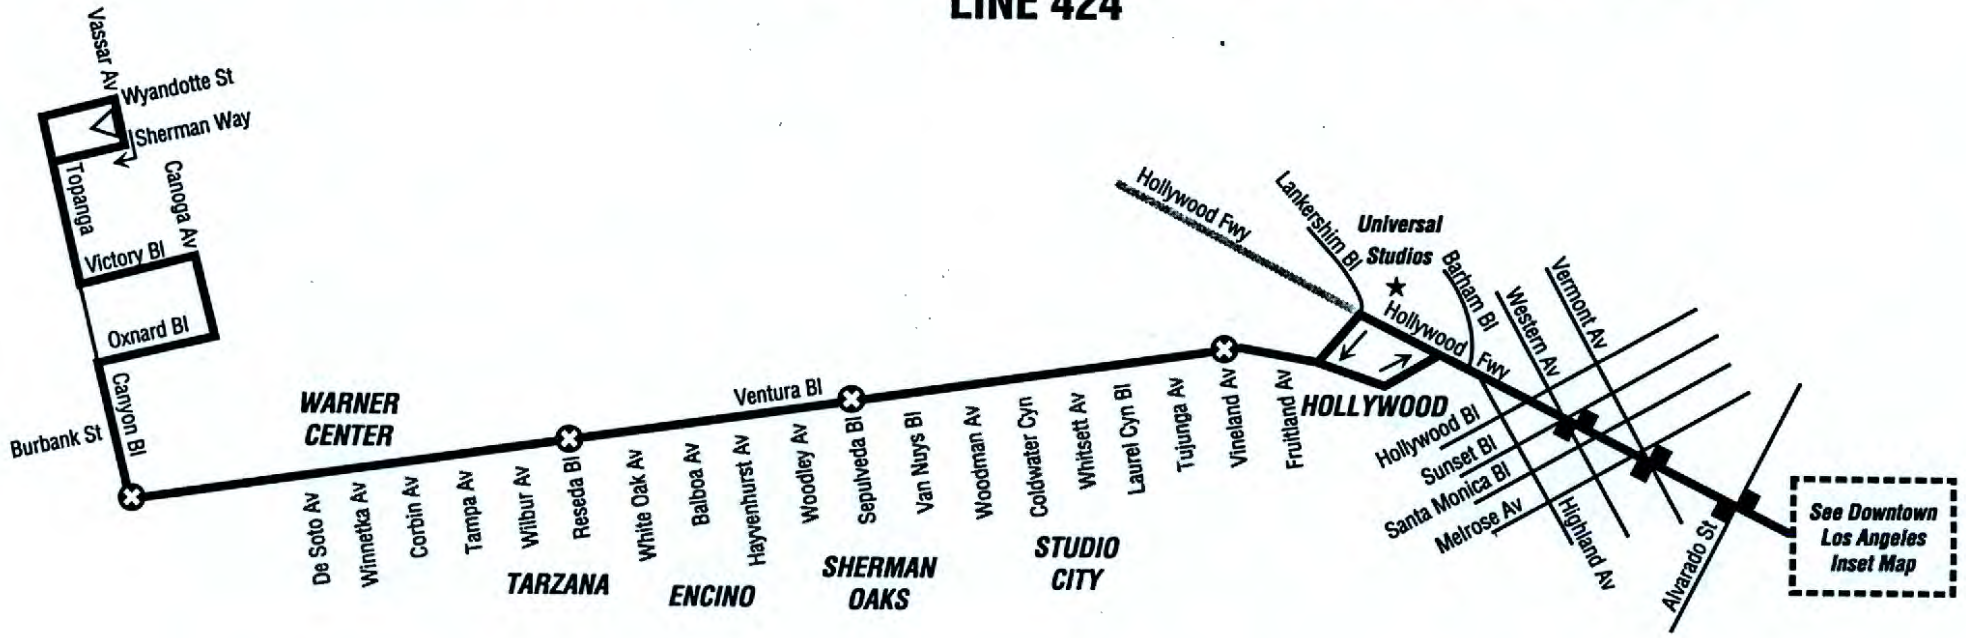 LINE 424
Vassar Av
Wyandotte St
Sherman Way
Topanga
Canoga Av
Victory Bl
Oxnard Bl
Canyon Bl
Burbank St
WARNER
CENTER
Ventura Bl
De Soto Av
Winnetka Av
Corbin Av
Tampa Av
Wilbur Av
Reseda Bl
White Oak Av
Balboa Av
Hayvenhurst Av
Woodley Av
Sepulveda Bl
Van Nuys Bl
Woodman Av
Coldwater Cyn
Whitsett Av
Laurel Cyn Bl
Tujunga Av
Vineland Av
Fruitland Av
TARZANA
ENCINO
SHERMAN
OAKS
STUDIO
CITY
Hollywood Fwy
Lankershim Bl
Universal
Studios
Barham Bl
Hollywood Fwy
Western Av
Vermont Av
HOLLYWOOD
Hollywood Bl
Sunset Bl
Santa Monica Bl
Melrose Av
Highland Av
Alvarado St
See Downtown
Los Angeles
Inset Map